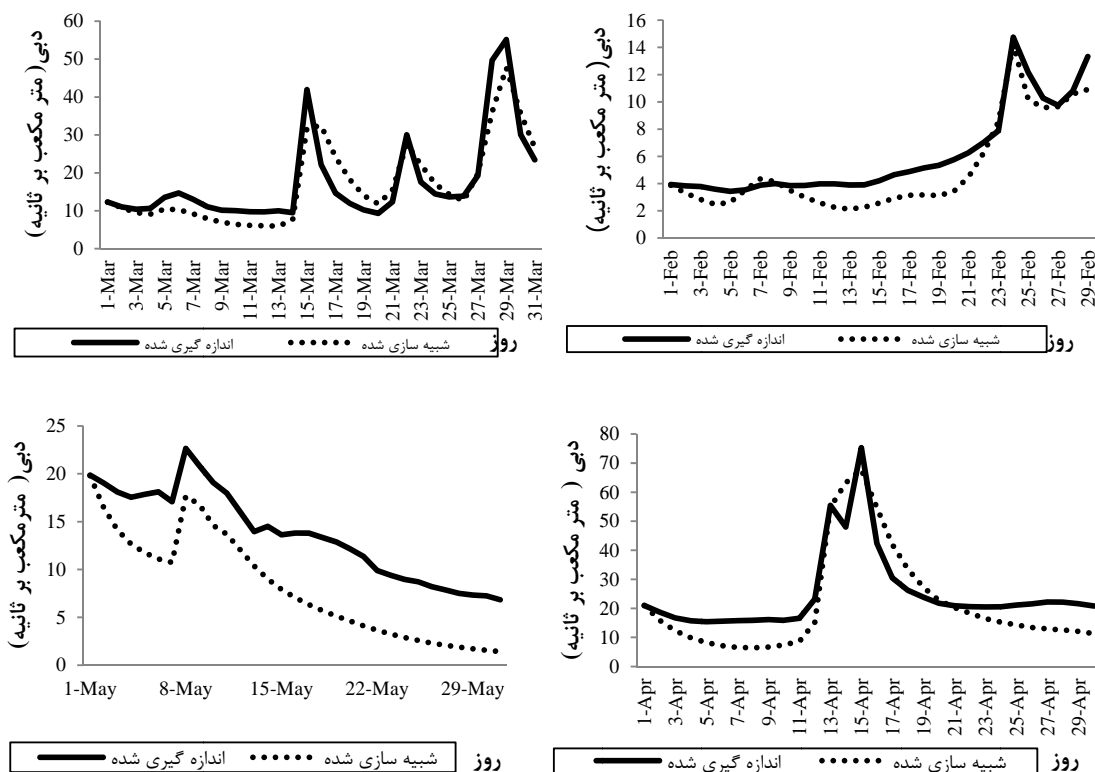 دبی( متر مکعب بر ثانیه)
60
50
40
30
20
10
0
1-Mar
3-Mar
5-Mar
7-Mar
9-Mar
11-Mar
13-Mar
15-Mar
17-Mar
19-Mar
21-Mar
23-Mar
25-Mar
27-Mar
29-Mar
31-Mar
روز
اندازه گیری شده
شبیه سازی شده
دبی( متر مکعب بر ثانیه)
16
14
12
10
8
6
4
2
0
1-Feb
3-Feb
5-Feb
7-Feb
9-Feb
11-Feb
13-Feb
15-Feb
17-Feb
19-Feb
21-Feb
23-Feb
25-Feb
27-Feb
29-Feb
روز
اندازه گیری شده
شبیه سازی شده
دبی( متر مکعب بر ثانیه)
25
20
15
10
5
0
1-May
8-May
15-May
22-May
29-May
روز
اندازه گیری شده
شبیه سازی شده
دبی ( متر مکعب بر ثانیه)
80
70
60
50
40
30
20
10
0
1-Apr
3-Apr
5-Apr
7-Apr
9-Apr
11-Apr
13-Apr
15-Apr
17-Apr
19-Apr
21-Apr
23-Apr
25-Apr
27-Apr
29-Apr
روز
اندازه گیری شده
شبیه سازی شده